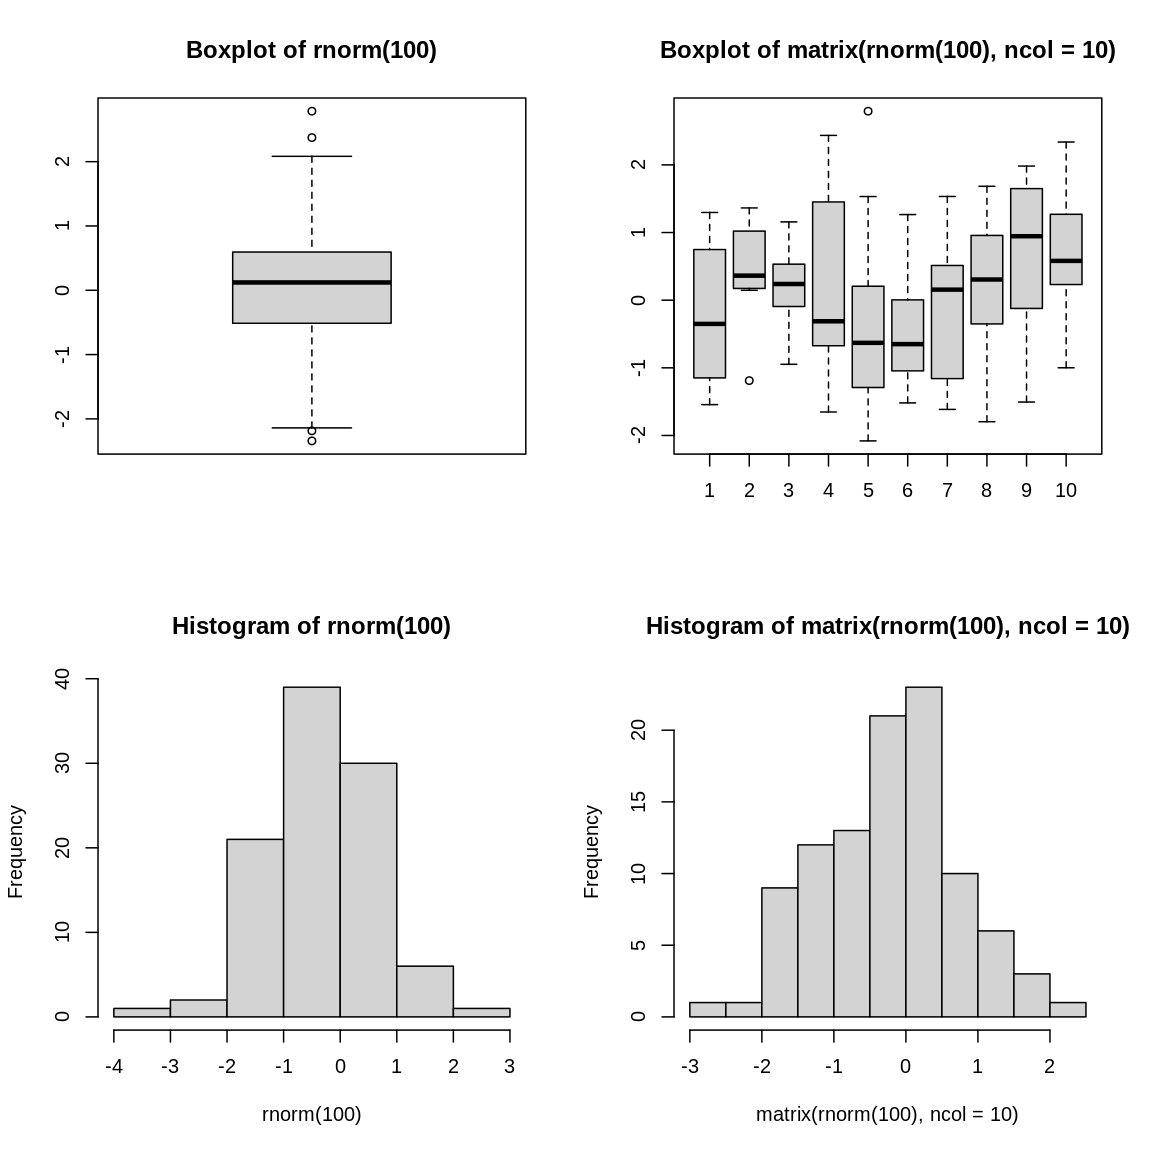 Boxplot of rnorm(100)
2
1
0
-1
-2
Boxplot of matrix(rnorm(100), ncol = 10)
2
1
0
-1
-2
1 2 3 4 5 6 7 8 9 10
Histogram of rnorm(100)
Frequency
40
30
20
10
0
-4 -3 -2 -1 0 1 2 3
rnorm(100)
Histogram of matrix(rnorm(100), ncol = 10)
Frequency
20
15
10
5
0
-3 -2 -1 0 1 2
matrix(rnorm(100), ncol = 10)